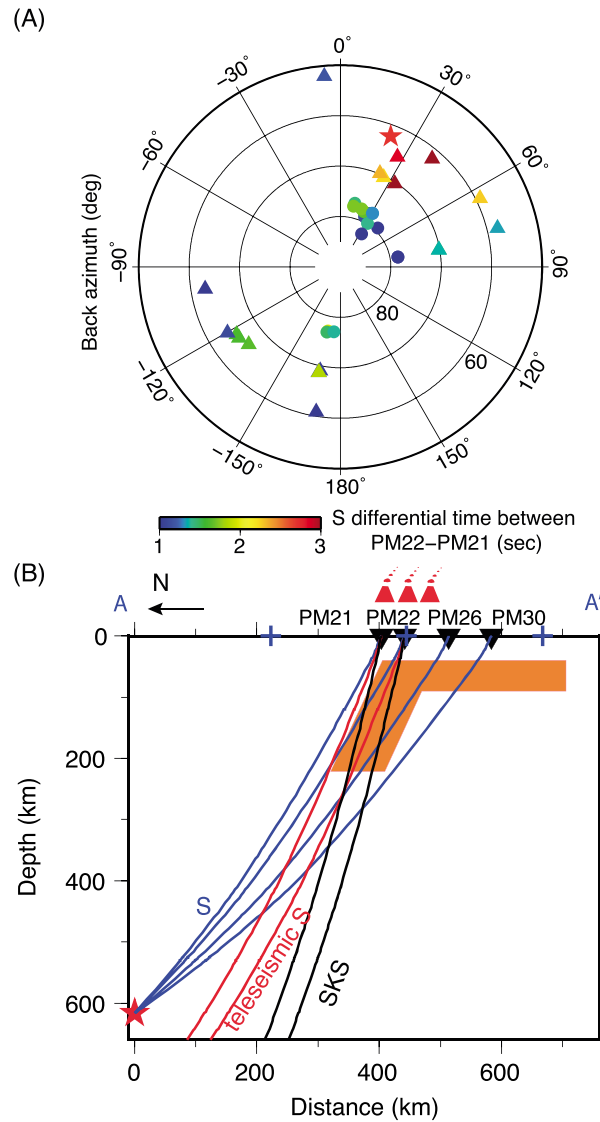 (A)
0°
−30°
30°
−60°
60°
−90°
90°
−120°
120°
−150°
150°
180°
80
60
Back azimuth (deg)
1 2 3
S differential time between
PM22−PM21 (sec)
(B)
A
N
A'
PM21 PM22 PM26 PM30
0
200
400
600
Depth (km)
S
teleseismic S
SKS
0 200 400 600
Distance (km)